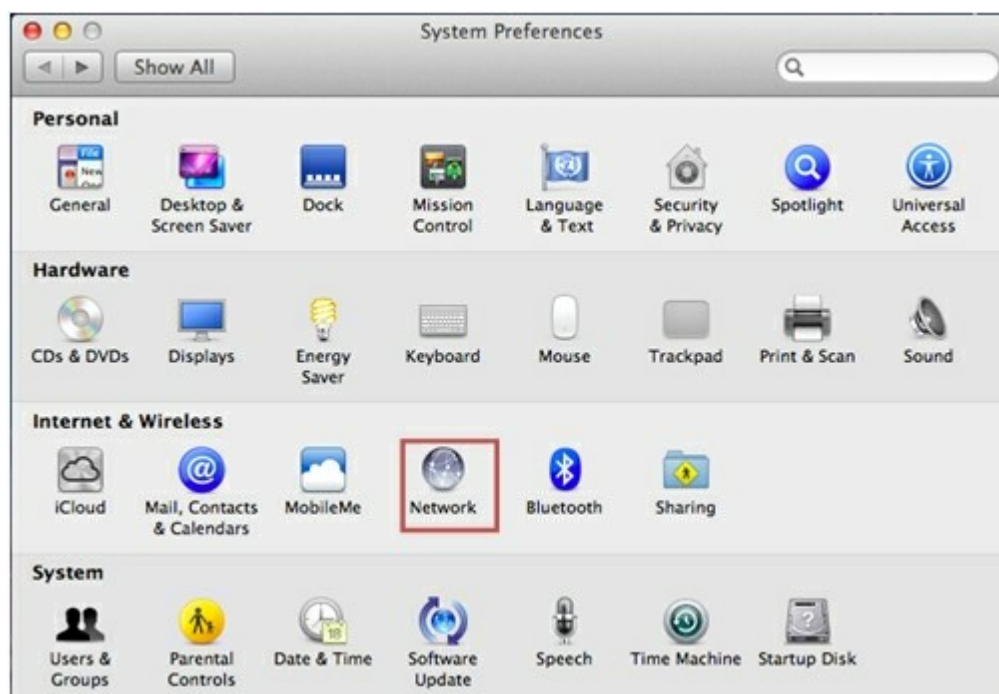 System Preferences
Show All
Personal
General
Desktop &
Screen Saver
Dock
Mission
Control
Language
& Text
Security
& Privacy
Spotlight
Universal
Access
Hardware
CDs & DVDs
Displays
Energy
Saver
Keyboard
Mouse
Trackpad
Print & Scan
Sound
Internet & Wireless
iCloud
Mail, Contacts
& Calendars
MobileMe
Network
Bluetooth
Sharing
System
Users &
Groups
Parental
Controls
Date & Time
Software
Update
Speech
Time Machine
Startup Disk